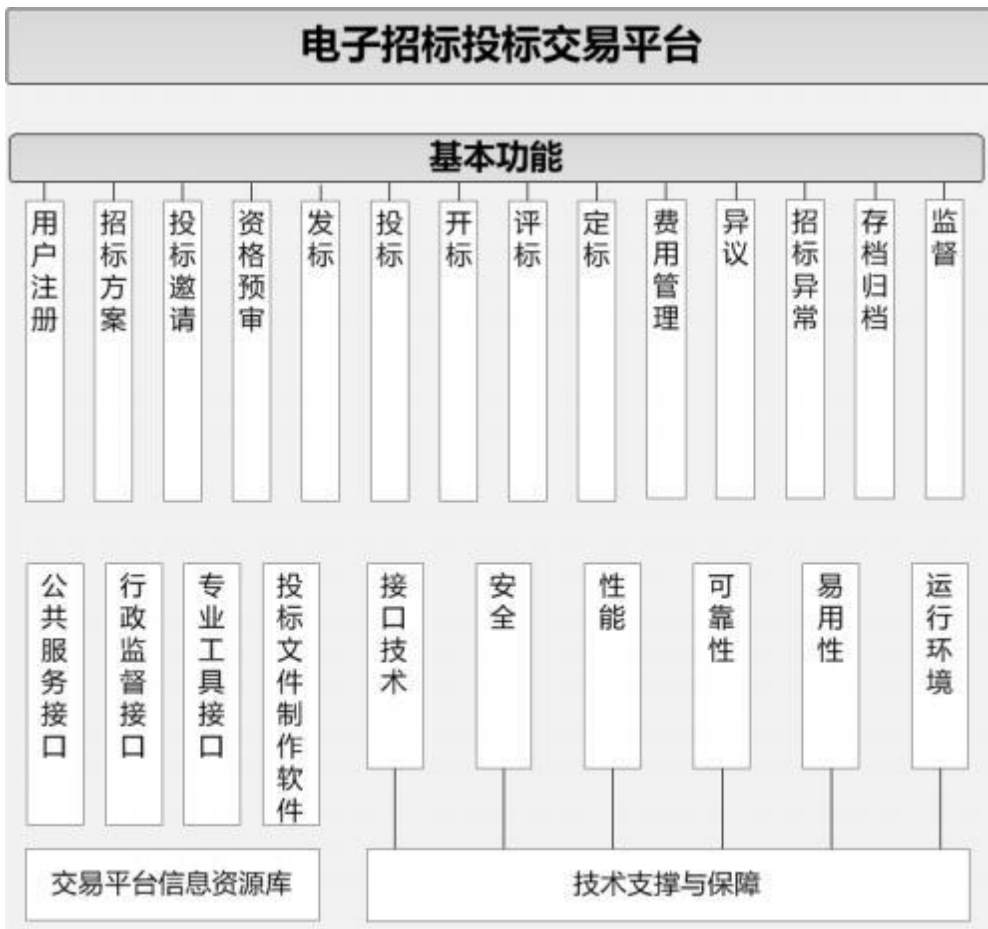 电子招标投标交易平台
基本功能
用户注册
招标方案
投标邀请
资格预审
发标
投标
开标
评标
定标
费用管理
异议
招标异常
存档归档
监督
公共服务接口
行政监督接口
专业工具接口
投标文件制作软件
接口技术
安全
性能
可靠性
易用性
运行环境
交易平台信息资源库
技术支撑与保障